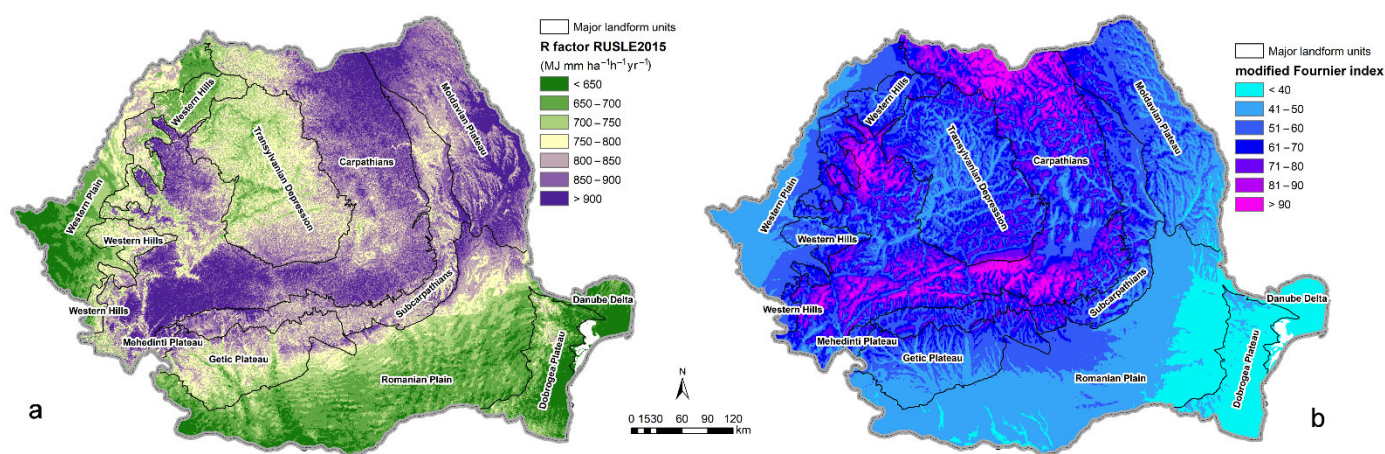 Major landform units
R factor RUSLE2015
(MJ mm ha⁻¹h⁻¹yr⁻¹)
< 650
650 – 700
700 – 750
750 – 800
800 – 850
850 – 900
> 900
Western Hills
Moldavian Plateau
Transylvanian Depression
Carpathians
Western Plain
Western Hills
Subcarpathians
Western Hills
Danube Delta
Mehedinti Plateau
Getic Plateau
Romanian Plain
Dobrogea Plateau
a
N
0 15 30 60 90 120
km
Major landform units
modified Fournier index
< 40
41 – 50
51 – 60
61 – 70
71 – 80
81 – 90
> 90
Western Hills
Moldavian Plateau
Transylvanian Depression
Carpathians
Western Plain
Western Hills
Subcarpathians
Western Hills
Danube Delta
Mehedinti Plateau
Getic Plateau
Romanian Plain
Dobrogea Plateau
b